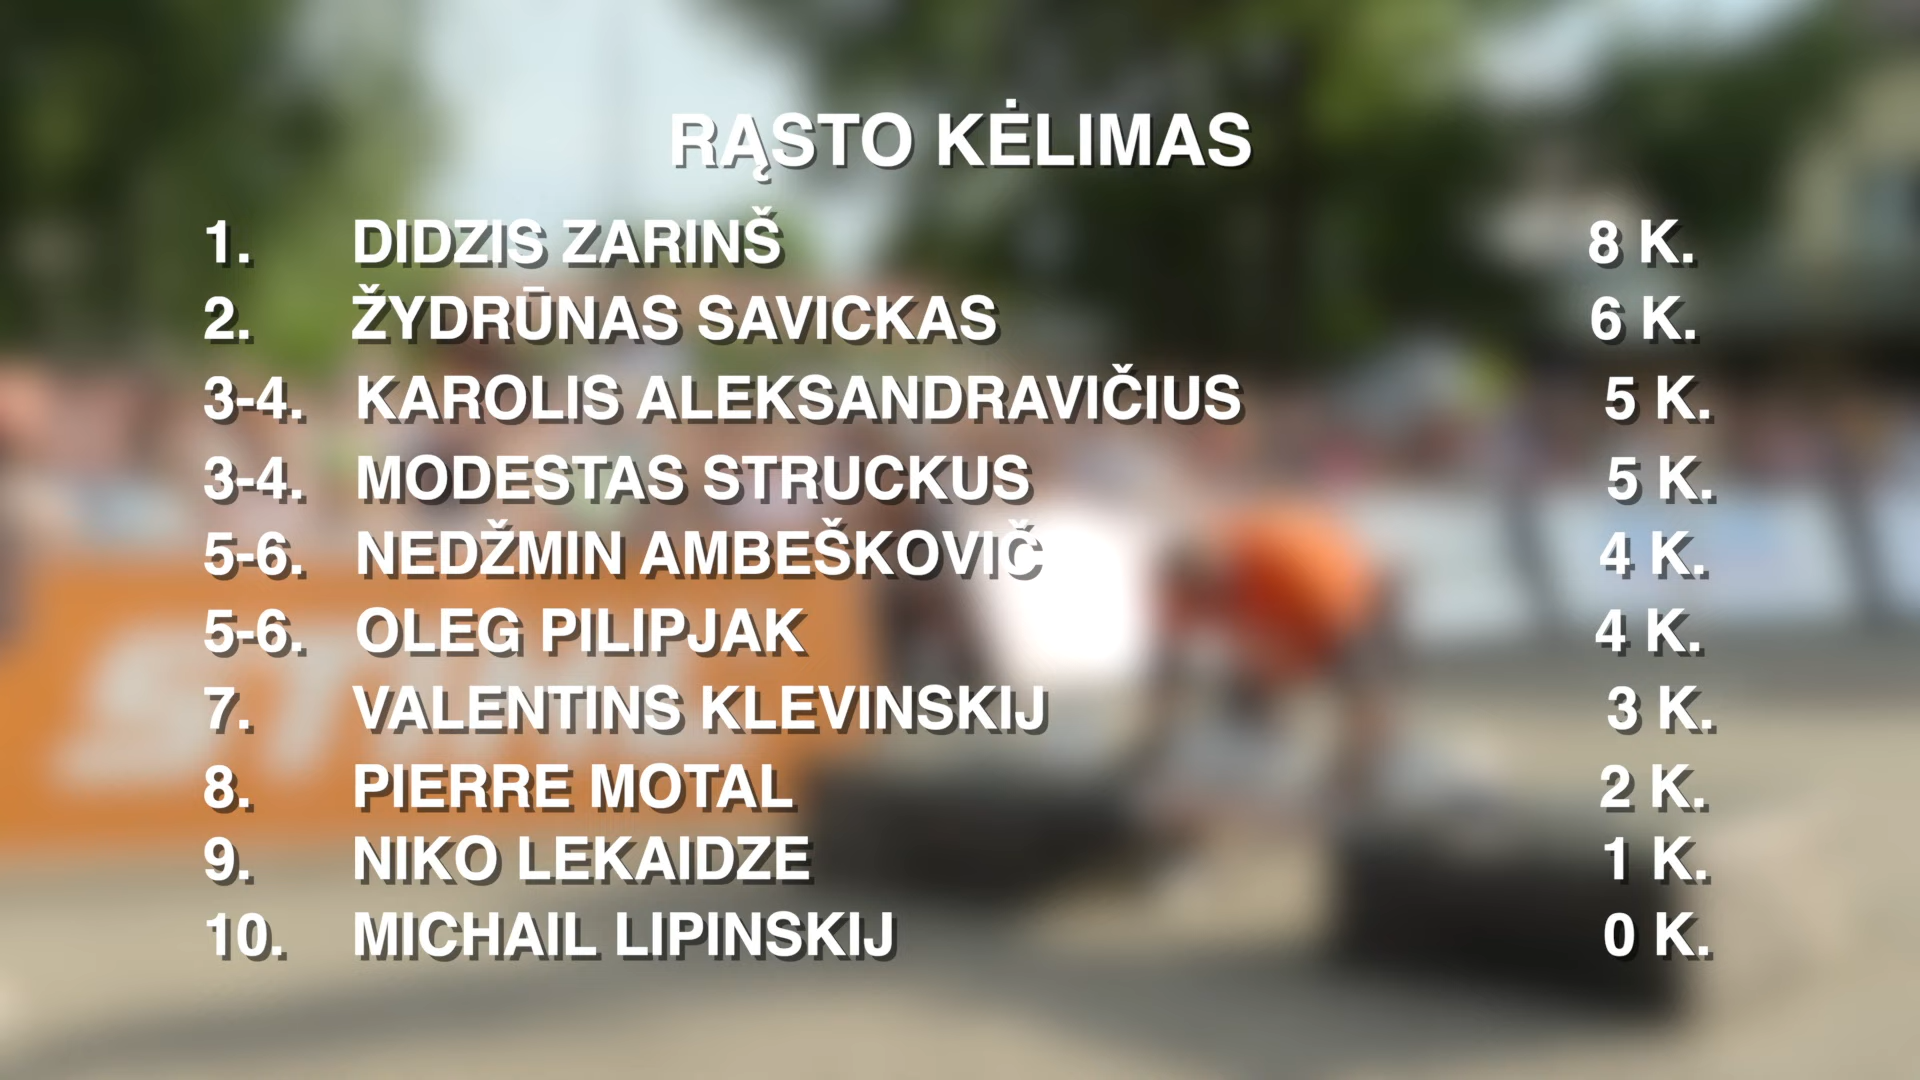 RĄSTO KĖLIMAS
1. DIDZIS ZARINŠ 8 K.
2. ŽYDRŪNAS SAVICKAS 6 K.
3-4. KAROLIS ALEKSANDRAVIČIUS 5 K.
3-4. MODESTAS STRUCKUS 5 K.
5-6. NEDŽMIN AMBEŠKOVIČ 4 K.
5-6. OLEG PILIPJAK 4 K.
7. VALENTINS KLEVINSKIJ 3 K.
8. PIERRE MOTAL 2 K.
9. NIKO LEKAIDZE 1 K.
10. MICHAIL LIPINSKIJ 0 K.